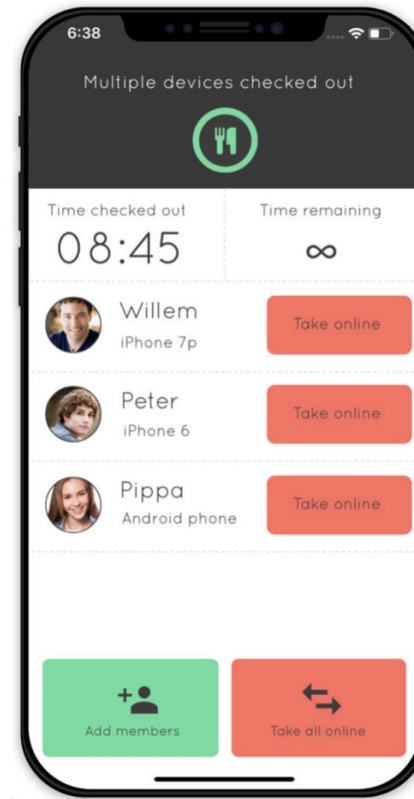 6:38
Multiple devices checked out
Time checked out
Time remaining
08:45
∞
Willem
iPhone 7p
Take online
Peter
iPhone 6
Take online
Pippa
Android phone
Take online
Add members
Take all online